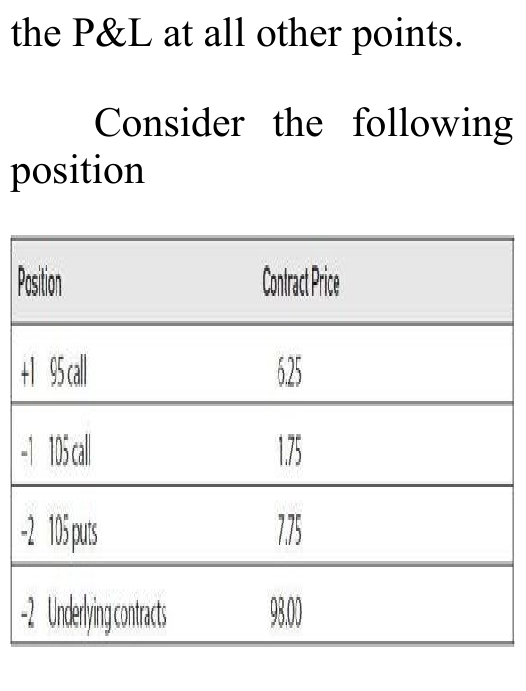 the P&L at all other points.
Consider the following
position
Position Contract Price
+1 95 call 6.25
-1 105 call 1.75
-2 105 puts 7.75
-2 Underlying contracts 98.00